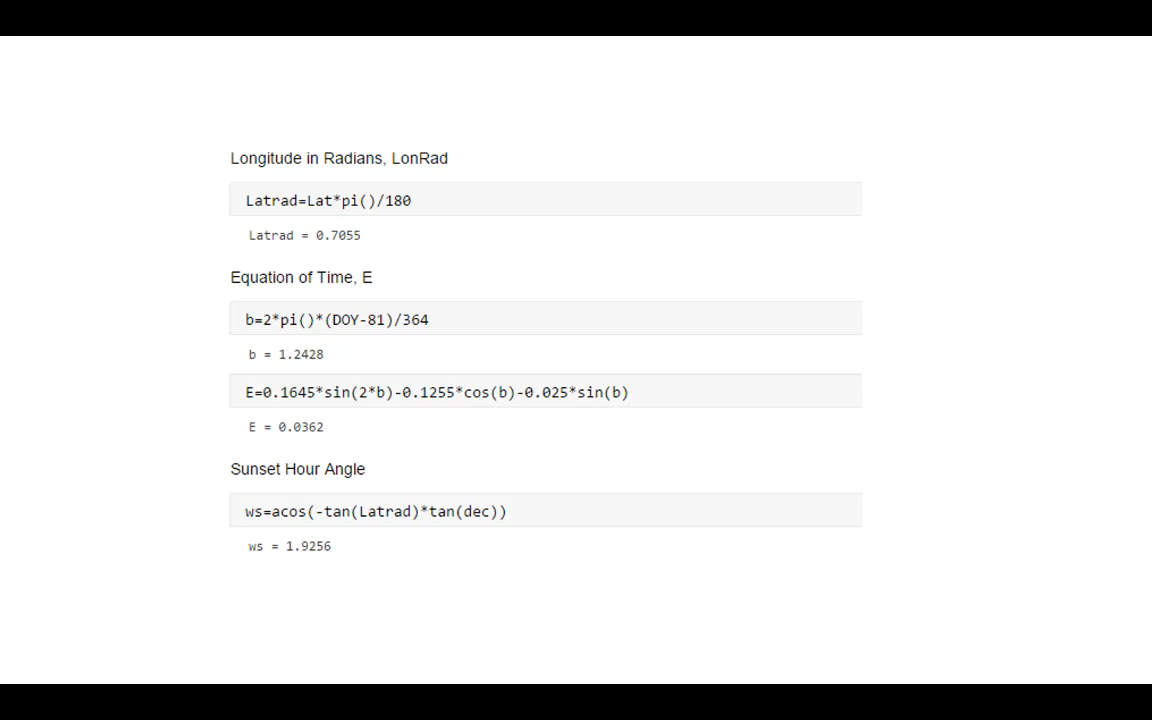 Longitude in Radians, LonRad
Latrad=Lat*pi()/180
Latrad = 0.7055
Equation of Time, E
b=2*pi()*(DOY-81)/364
b = 1.2428
E=0.1645*sin(2*b)-0.1255*cos(b)-0.025*sin(b)
E = 0.0362
Sunset Hour Angle
ws=acos(-tan(Latrad)*tan(dec))
ws = 1.9256